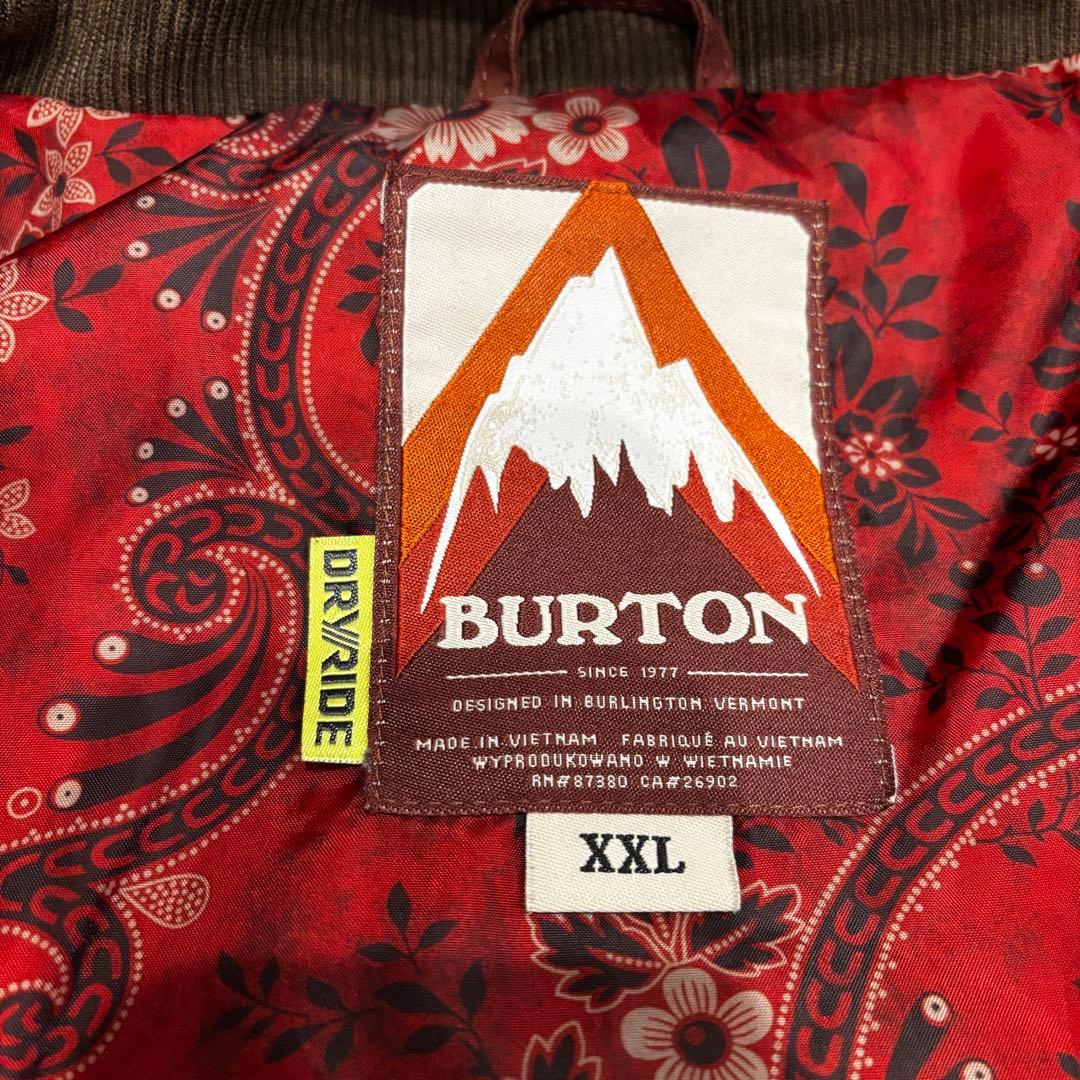 BURTON
SINCE 1977
DESIGNED IN BURLINGTON, VERMONT
MADE IN VIETNAM FABRIQUÉ AU VIETNAM
WYPRODUKOWANO W WIETNAMIE
RN#87380 CA#26902
XXL
DRY//RIDE